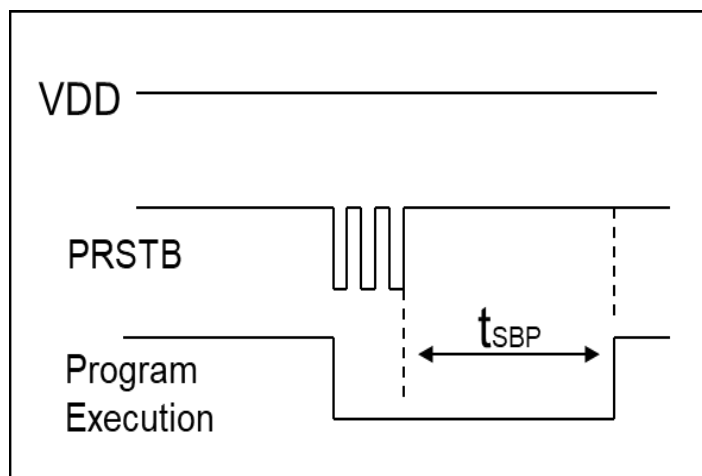 VDD
PRSTB
tSBP
Program
Execution